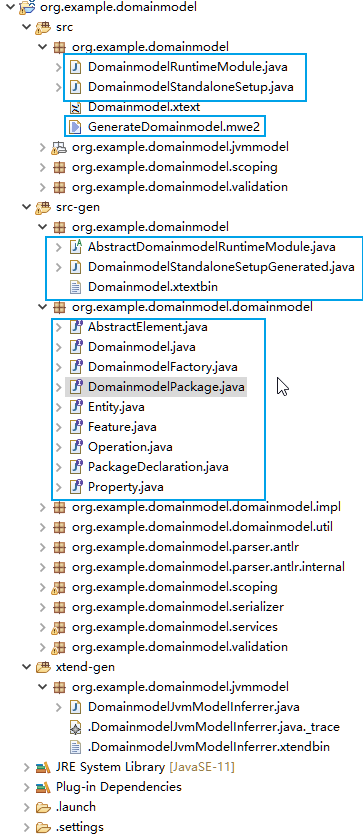 org.example.domainmodel
src
org.example.domainmodel
DomainmodelRuntimeModule.java
DomainmodelStandaloneSetup.java
Domainmodel.xtext
GenerateDomainmodel.mwe2
org.example.domainmodel.jvmmodel
org.example.domainmodel.scoping
org.example.domainmodel.validation
src-gen
org.example.domainmodel
AbstractDomainmodelRuntimeModule.java
DomainmodelStandaloneSetupGenerated.java
Domainmodel.xtextbin
org.example.domainmodel.domainmodel
AbstractElement.java
Domainmodel.java
DomainmodelFactory.java
DomainmodelPackage.java
Entity.java
Feature.java
Operation.java
PackageDeclaration.java
Property.java
org.example.domainmodel.domainmodel.impl
org.example.domainmodel.domainmodel.util
org.example.domainmodel.parser.antlr
org.example.domainmodel.parser.antlr.internal
org.example.domainmodel.scoping
org.example.domainmodel.serializer
org.example.domainmodel.services
org.example.domainmodel.validation
xtend-gen
org.example.domainmodel.jvmmodel
DomainmodelJvmModelInferrer.java
.DomainmodelJvmModelInferrer.java._trace
.DomainmodelJvmModelInferrer.xtendbin
JRE System Library [JavaSE-11]
Plug-in Dependencies
.launch
.settings